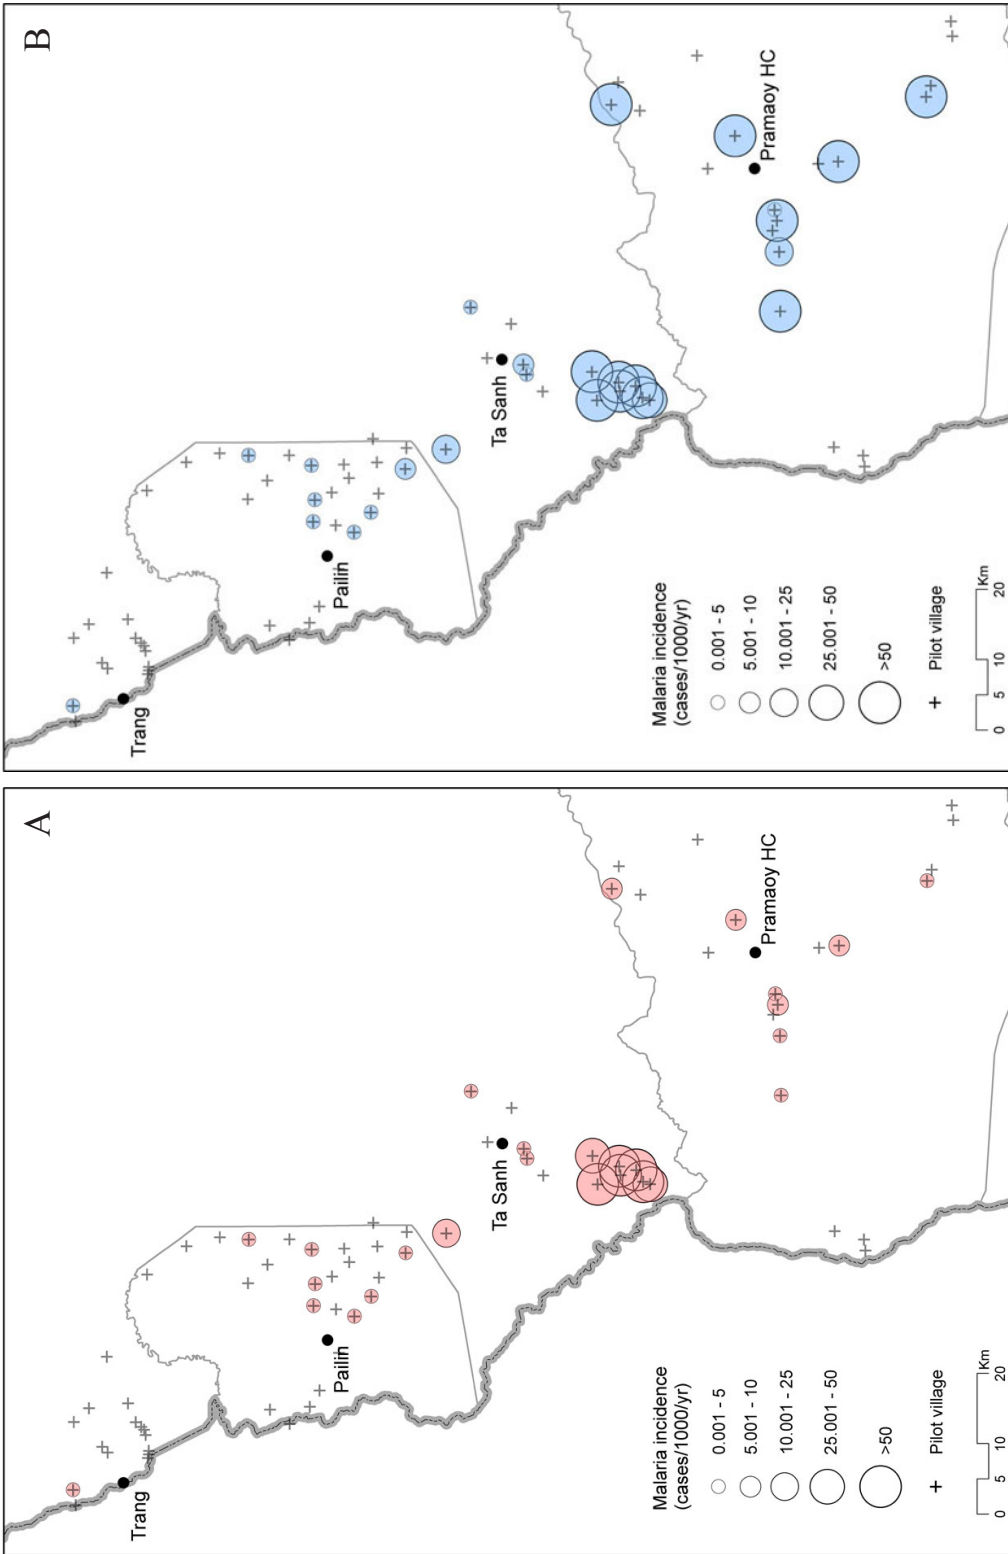 A
Trang
Pailin
Ta Sanh
Pramaoy HC
Malaria incidence
(cases/1000/yr)
0.001 - 5
5.001 - 10
10.001 - 25
25.001 - 50
>50
Pilot village
0 5 10 20
Km
B
Trang
Pailin
Ta Sanh
Pramaoy HC
Malaria incidence
(cases/1000/yr)
0.001 - 5
5.001 - 10
10.001 - 25
25.001 - 50
>50
Pilot village
0 5 10 20
Km